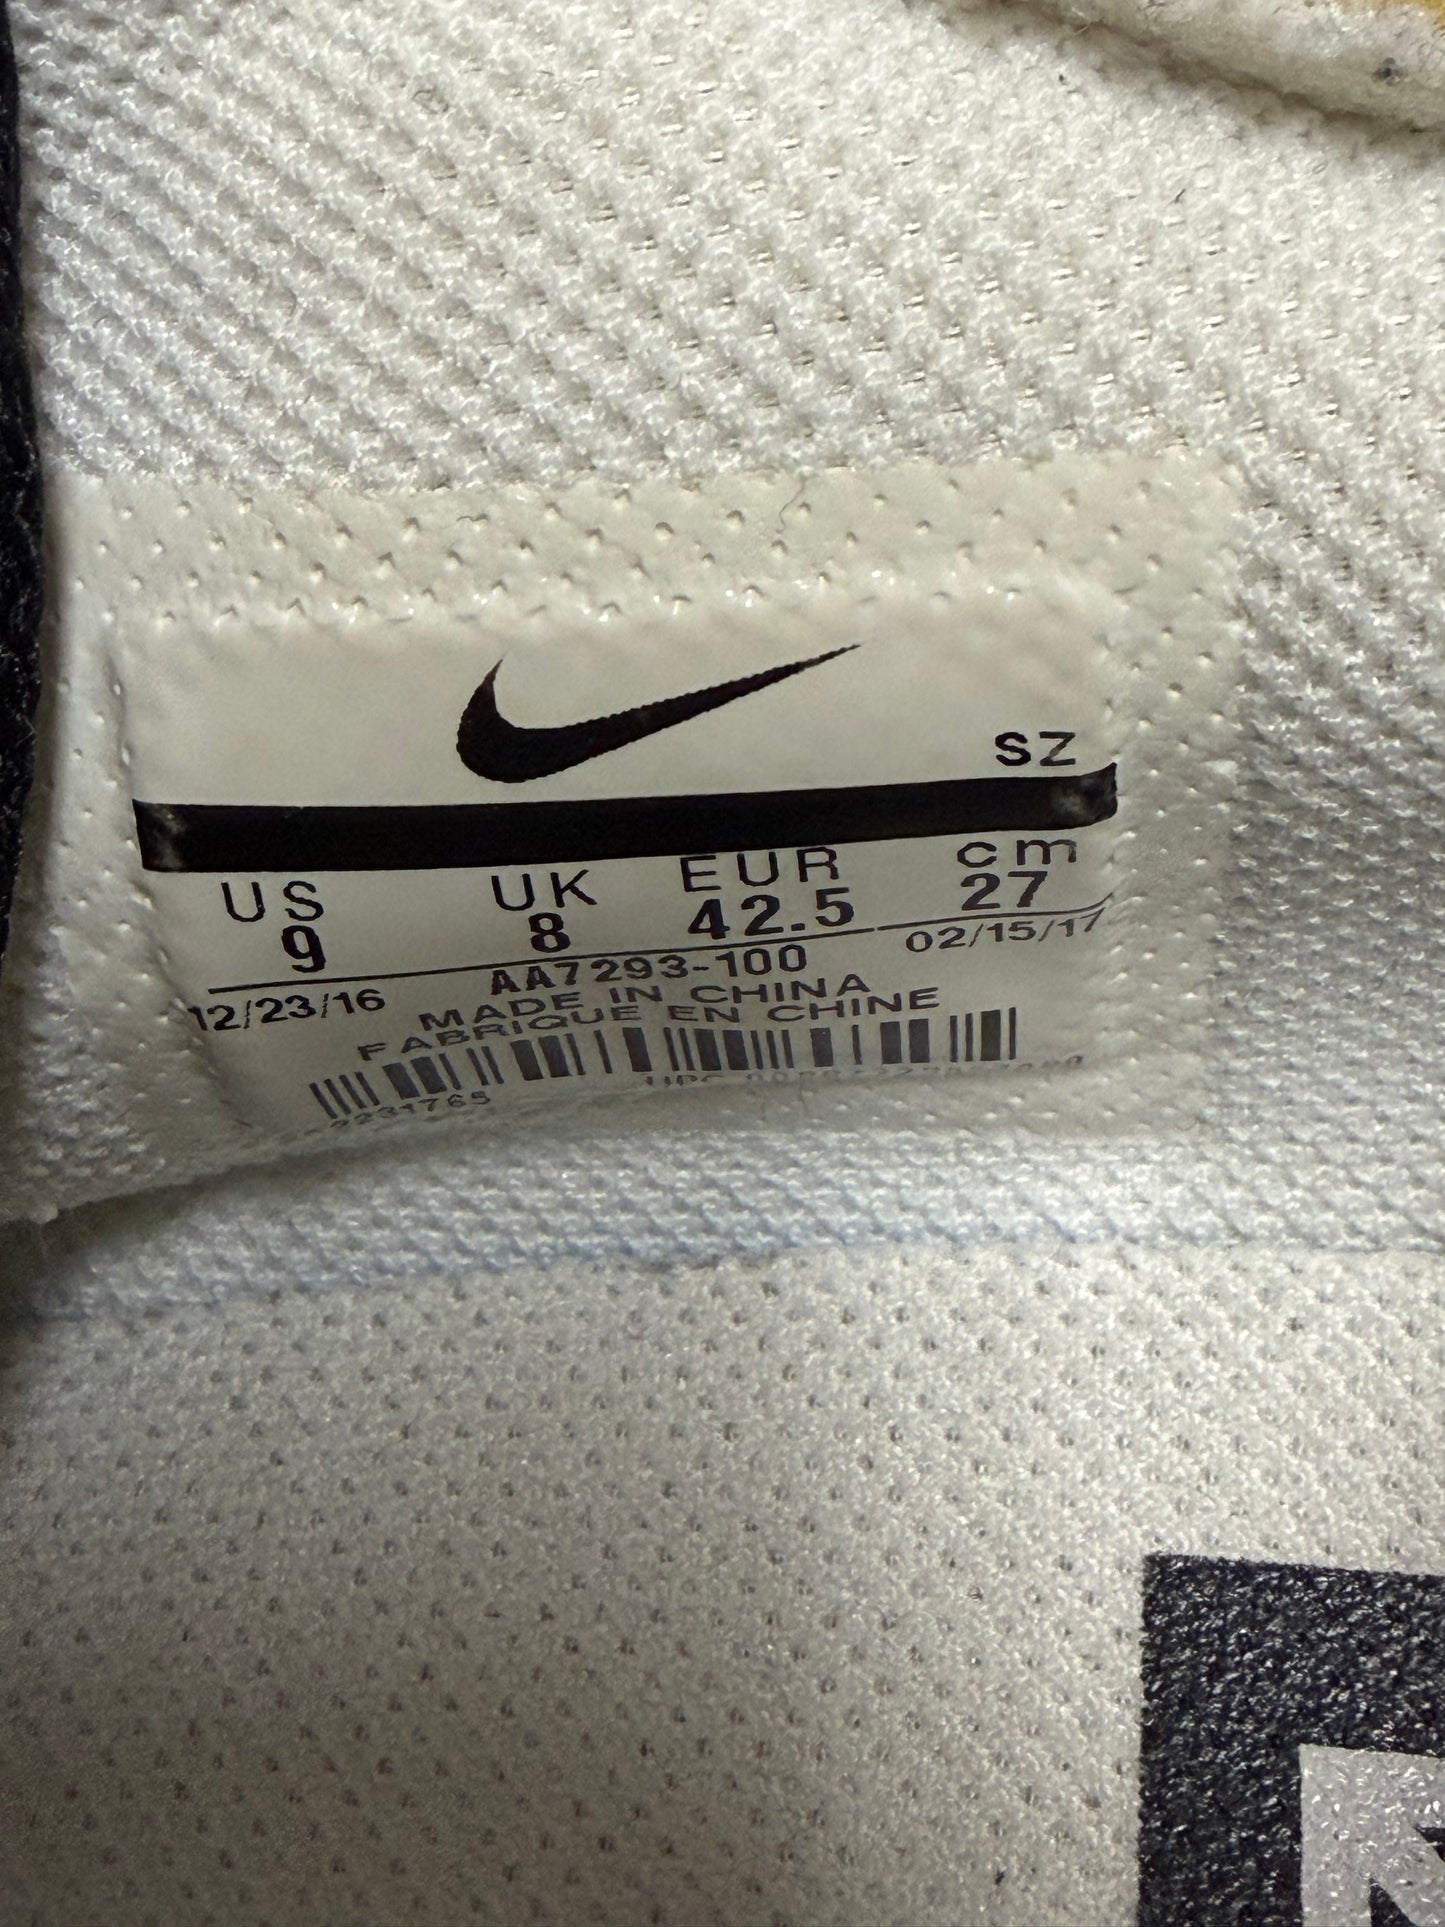 SZ
US UK EUR cm
9 8 42.5 27
12/23/16 AA7293-100 02/15/17
MADE IN CHINA
FABRIQUE EN CHINE
UPC